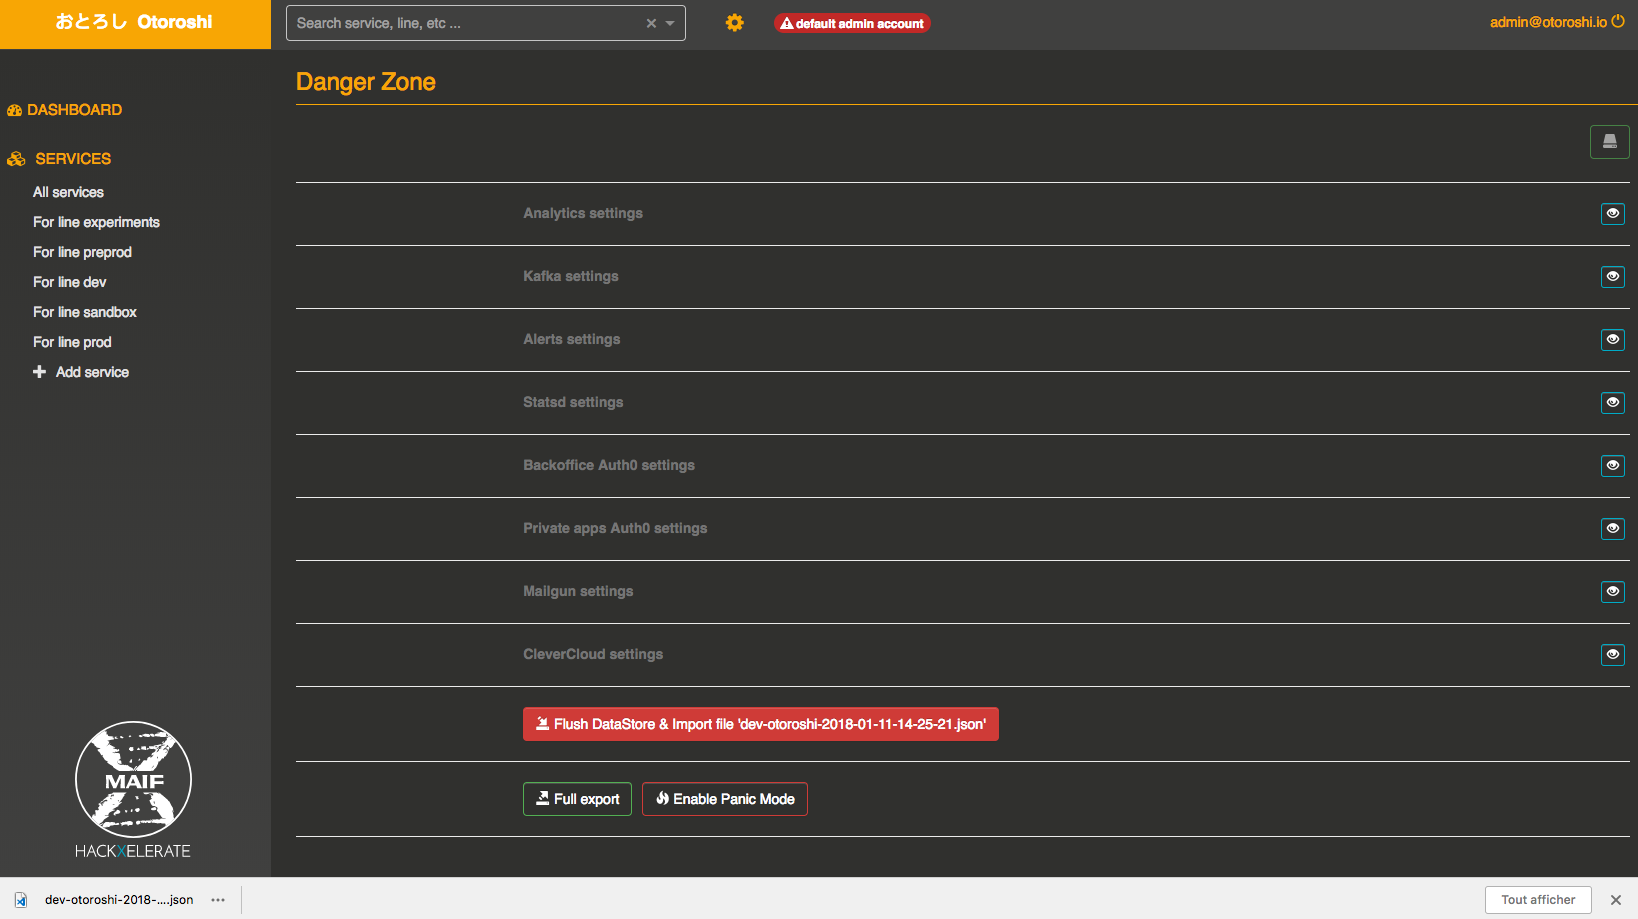 おとろし Otoroshi
Search service, line, etc ...
default admin account
admin@otoroshi.io
Danger Zone
DASHBOARD
SERVICES
All services
For line experiments
For line preprod
For line dev
For line sandbox
For line prod
Add service
Analytics settings
Kafka settings
Alerts settings
Statsd settings
Backoffice Auth0 settings
Private apps Auth0 settings
Mailgun settings
CleverCloud settings
Flush DataStore & Import file 'dev-otoroshi-2018-01-11-14-25-21.json'
Full export
Enable Panic Mode
MAIF
HACKXELERATE
dev-otoroshi-2018-....json
Tout afficher